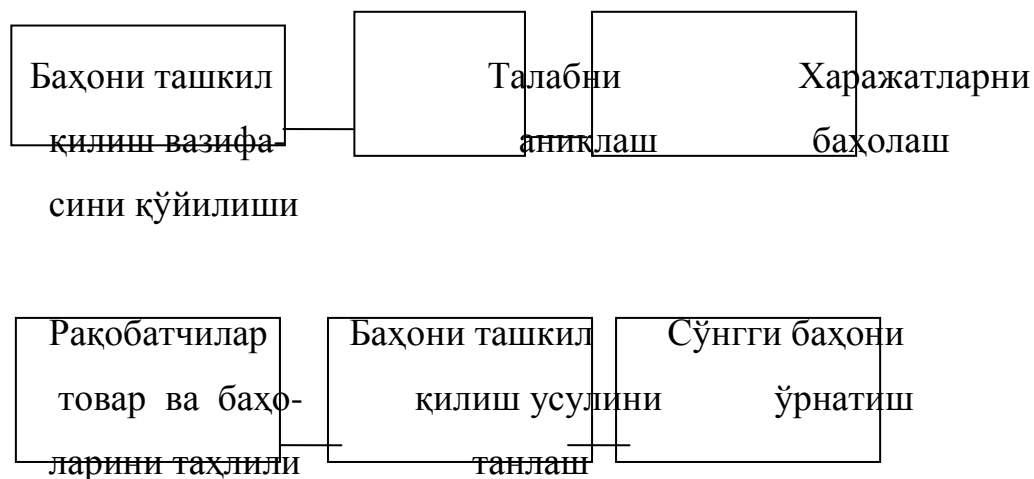 Баҳони ташкил Талабни Харажатларни
қилиш вазифа- аниқлаш баҳолаш
сини қўйилиши
Рақобатчилар Баҳони ташкил Сўнгги баҳони
товар ва баҳо- қилиш усулини ўрнатиш
ларини таҳлили танлаш